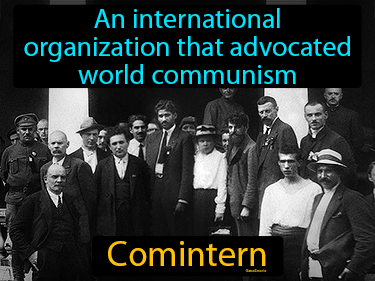 An international
organization that advocated
world communism
Comintern